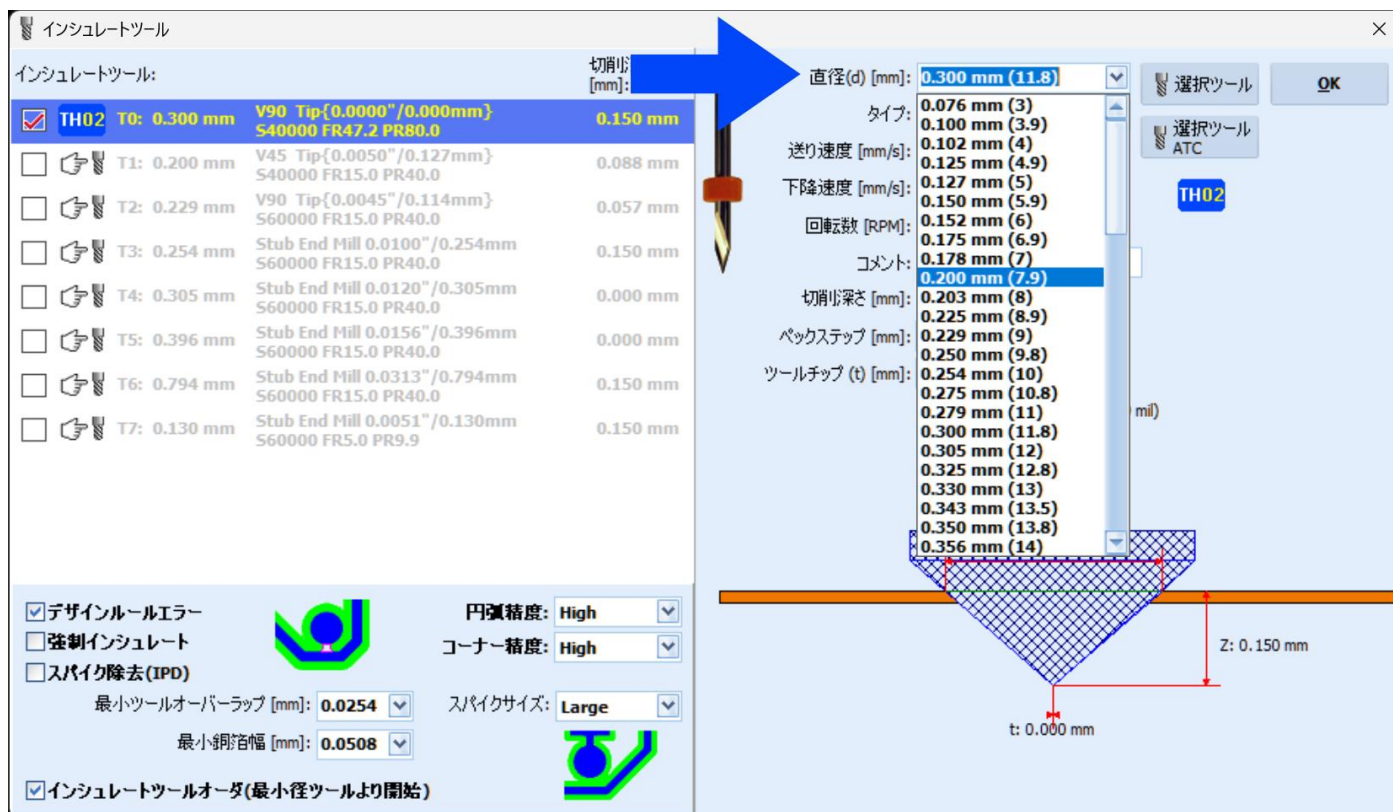 インシュレートツール
インシュレートツール:
切削
[mm]:
TH02 T0: 0.300 mm V90 Tip{0.0000"/0.000mm} 0.150 mm
S40000 FR47.2 PR80.0
T1: 0.200 mm V45 Tip{0.0050"/0.127mm} 0.088 mm
S40000 FR15.0 PR40.0
T2: 0.229 mm V90 Tip{0.0045"/0.114mm} 0.057 mm
S60000 FR15.0 PR40.0
T3: 0.254 mm Stub End Mill 0.0100"/0.254mm 0.150 mm
S60000 FR15.0 PR40.0
T4: 0.305 mm Stub End Mill 0.0120"/0.305mm 0.000 mm
S60000 FR15.0 PR40.0
T5: 0.396 mm Stub End Mill 0.0156"/0.396mm 0.000 mm
S60000 FR15.0 PR40.0
T6: 0.794 mm Stub End Mill 0.0313"/0.794mm 0.150 mm
S60000 FR15.0 PR40.0
T7: 0.130 mm Stub End Mill 0.0051"/0.130mm 0.150 mm
S60000 FR5.0 PR9.9
デザインルールエラー
強制インシュレート
スパイク除去(IPD)
円弧精度: High
コーナー精度: High
最小ツールオーバーラップ [mm]: 0.0254
スパイクサイズ: Large
最小銅箔幅 [mm]: 0.0508
インシュレートツールオーダ(最小径ツールより開始)
直径(d) [mm]: 0.300 mm (11.8)
タイプ:
送り速度 [mm/s]:
下降速度 [mm/s]:
回転数 [RPM]:
コメント:
切削深さ [mm]:
ペックステップ [mm]:
ツールチップ (t) [mm]:
0.076 mm (3)
0.100 mm (3.9)
0.102 mm (4)
0.125 mm (4.9)
0.127 mm (5)
0.150 mm (5.9)
0.152 mm (6)
0.175 mm (6.9)
0.178 mm (7)
0.200 mm (7.9)
0.203 mm (8)
0.225 mm (8.9)
0.229 mm (9)
0.250 mm (9.8)
0.254 mm (10)
0.275 mm (10.8)
0.279 mm (11)
0.300 mm (11.8)
0.305 mm (12)
0.325 mm (12.8)
0.330 mm (13)
0.343 mm (13.5)
0.350 mm (13.8)
0.356 mm (14)
選択ツール
OK
選択ツール
ATC
TH02
mil)
Z: 0.150 mm
t: 0.000 mm